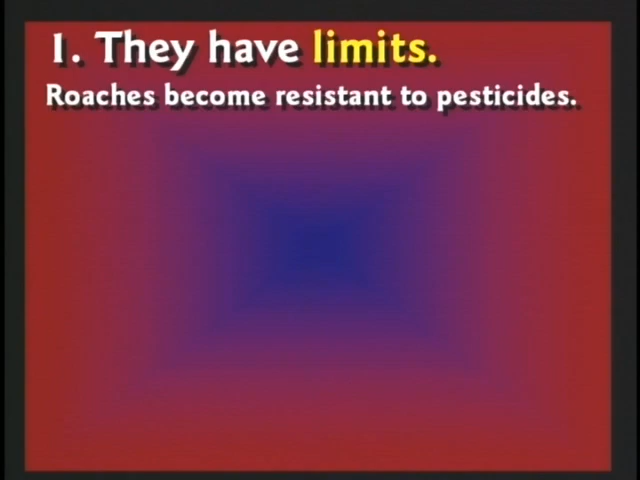 1. They have limits.
Roaches become resistant to pesticides.